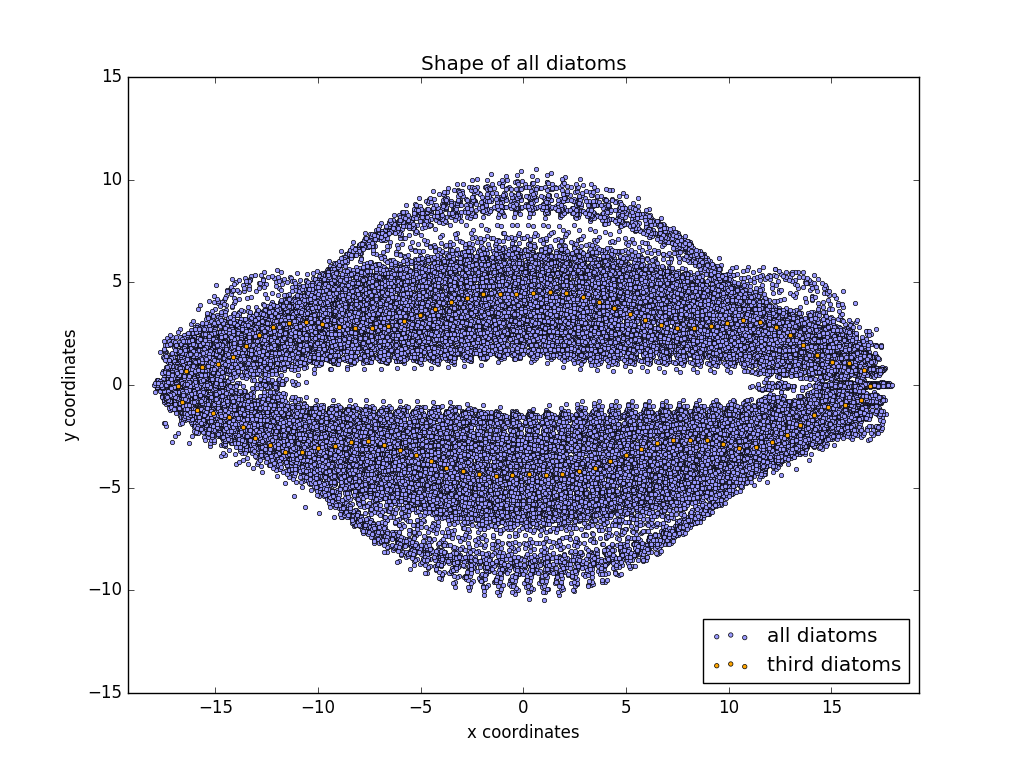 Shape of all diatoms
15
10
5
0
−5
−10
−15
y coordinates
−15
−10
−5
0
5
10
15
x coordinates
all diatoms
third diatoms